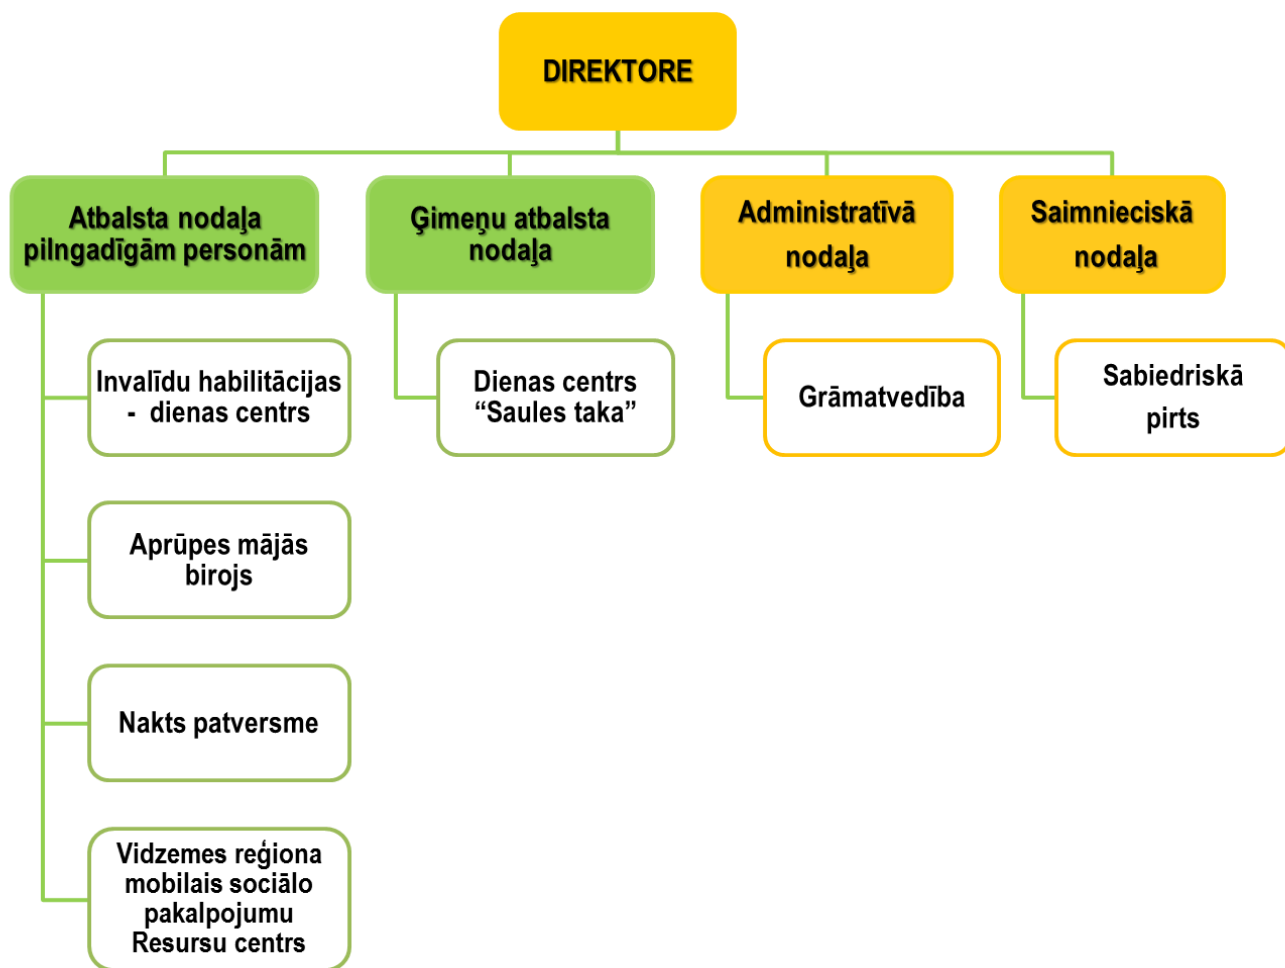 DIREKTORE
Atbalsta nodaļa
pilngadīgām personām
Ģimeņu atbalsta
nodaļa
Administratīvā
nodaļa
Saimnieciskā
nodaļa
Invalīdu habilitācijas
- dienas centrs
Dienas centrs
“Saules taka”
Grāmatvedība
Sabiedriskā
pirts
Aprūpes mājās
birojs
Nakts patversme
Vidzemes reģiona
mobilais sociālo
pakalpojumu
Resursu centrs